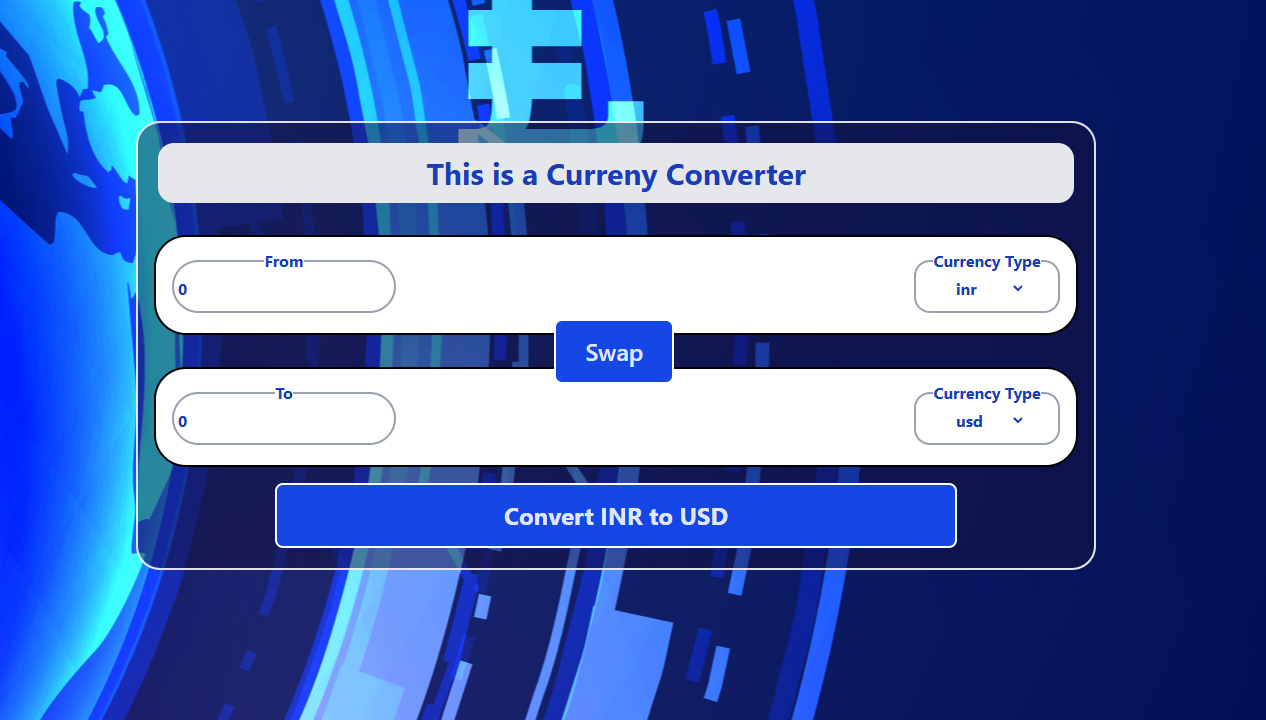 This is a Curreny Converter
From
Currency Type
0
inr
Swap
To
Currency Type
0
usd
Convert INR to USD